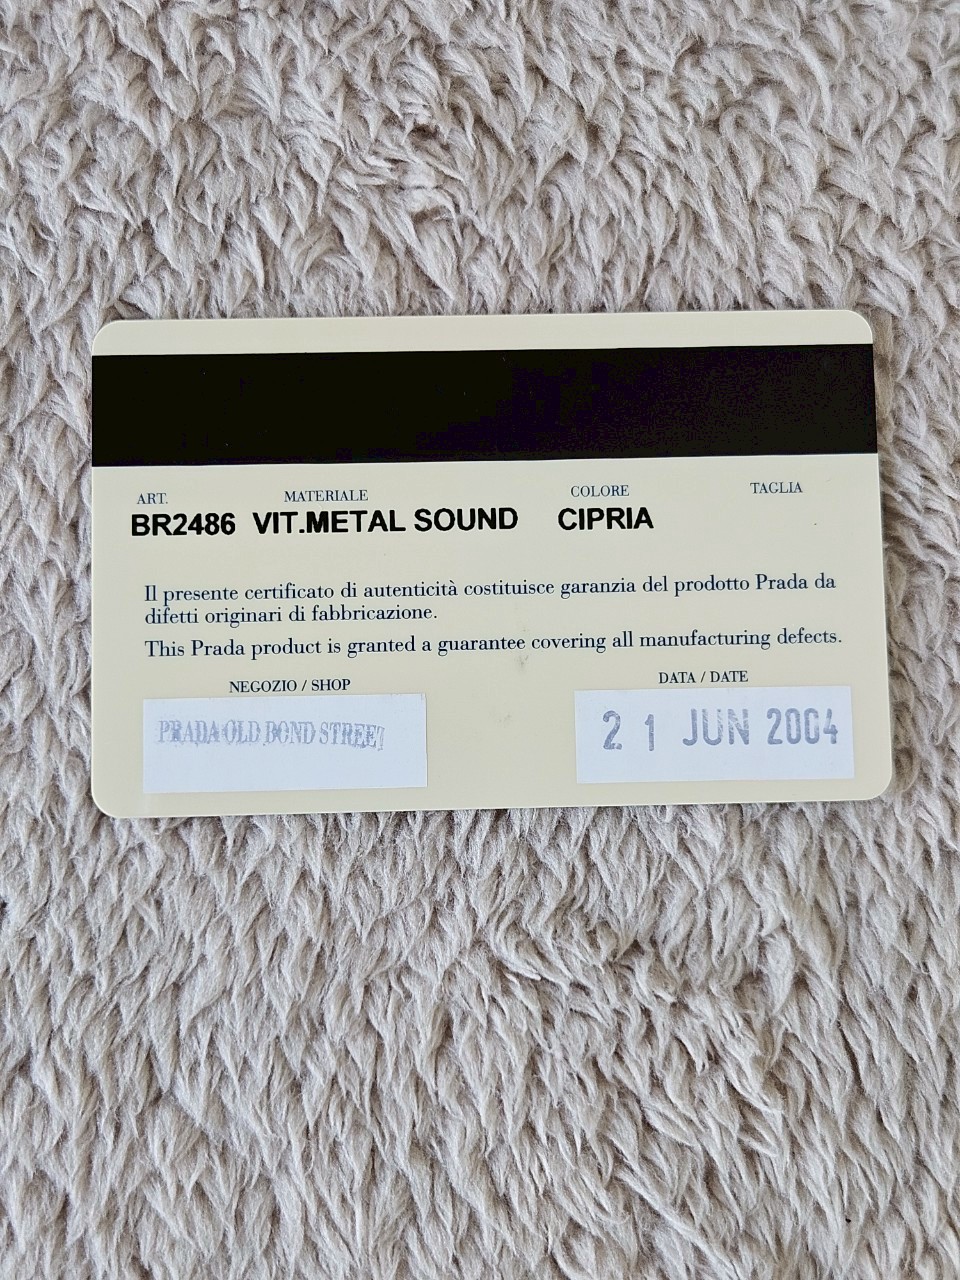 ART. MATERIALE COLORE TAGLIA
BR2486 VIT.METAL SOUND CIPRIA
Il presente certificato di autenticità costituisce garanzia del prodotto Prada da
difetti originari di fabbricazione.
This Prada product is granted a guarantee covering all manufacturing defects.
NEGOZIO / SHOP DATA / DATE
PRADA OLD BOND STREET 21 JUN 2004